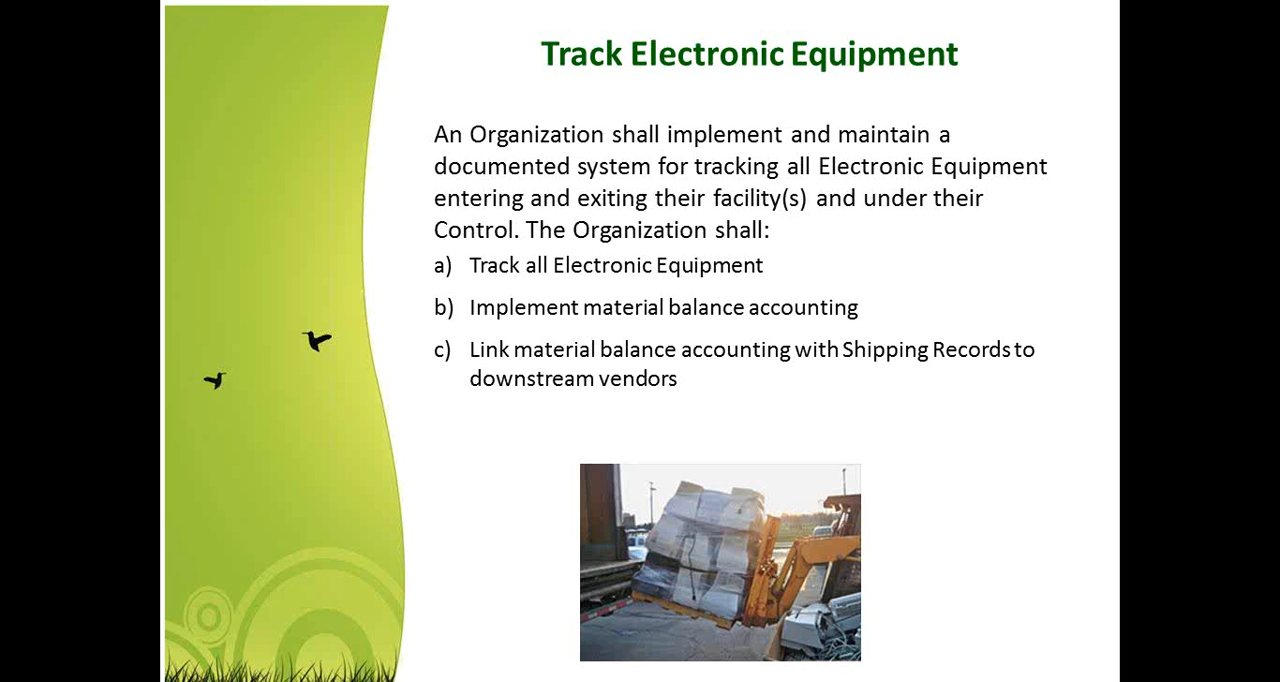 Track Electronic Equipment
An Organization shall implement and maintain a
documented system for tracking all Electronic Equipment
entering and exiting their facility(s) and under their
Control. The Organization shall:
a) Track all Electronic Equipment
b) Implement material balance accounting
c) Link material balance accounting with Shipping Records to
downstream vendors